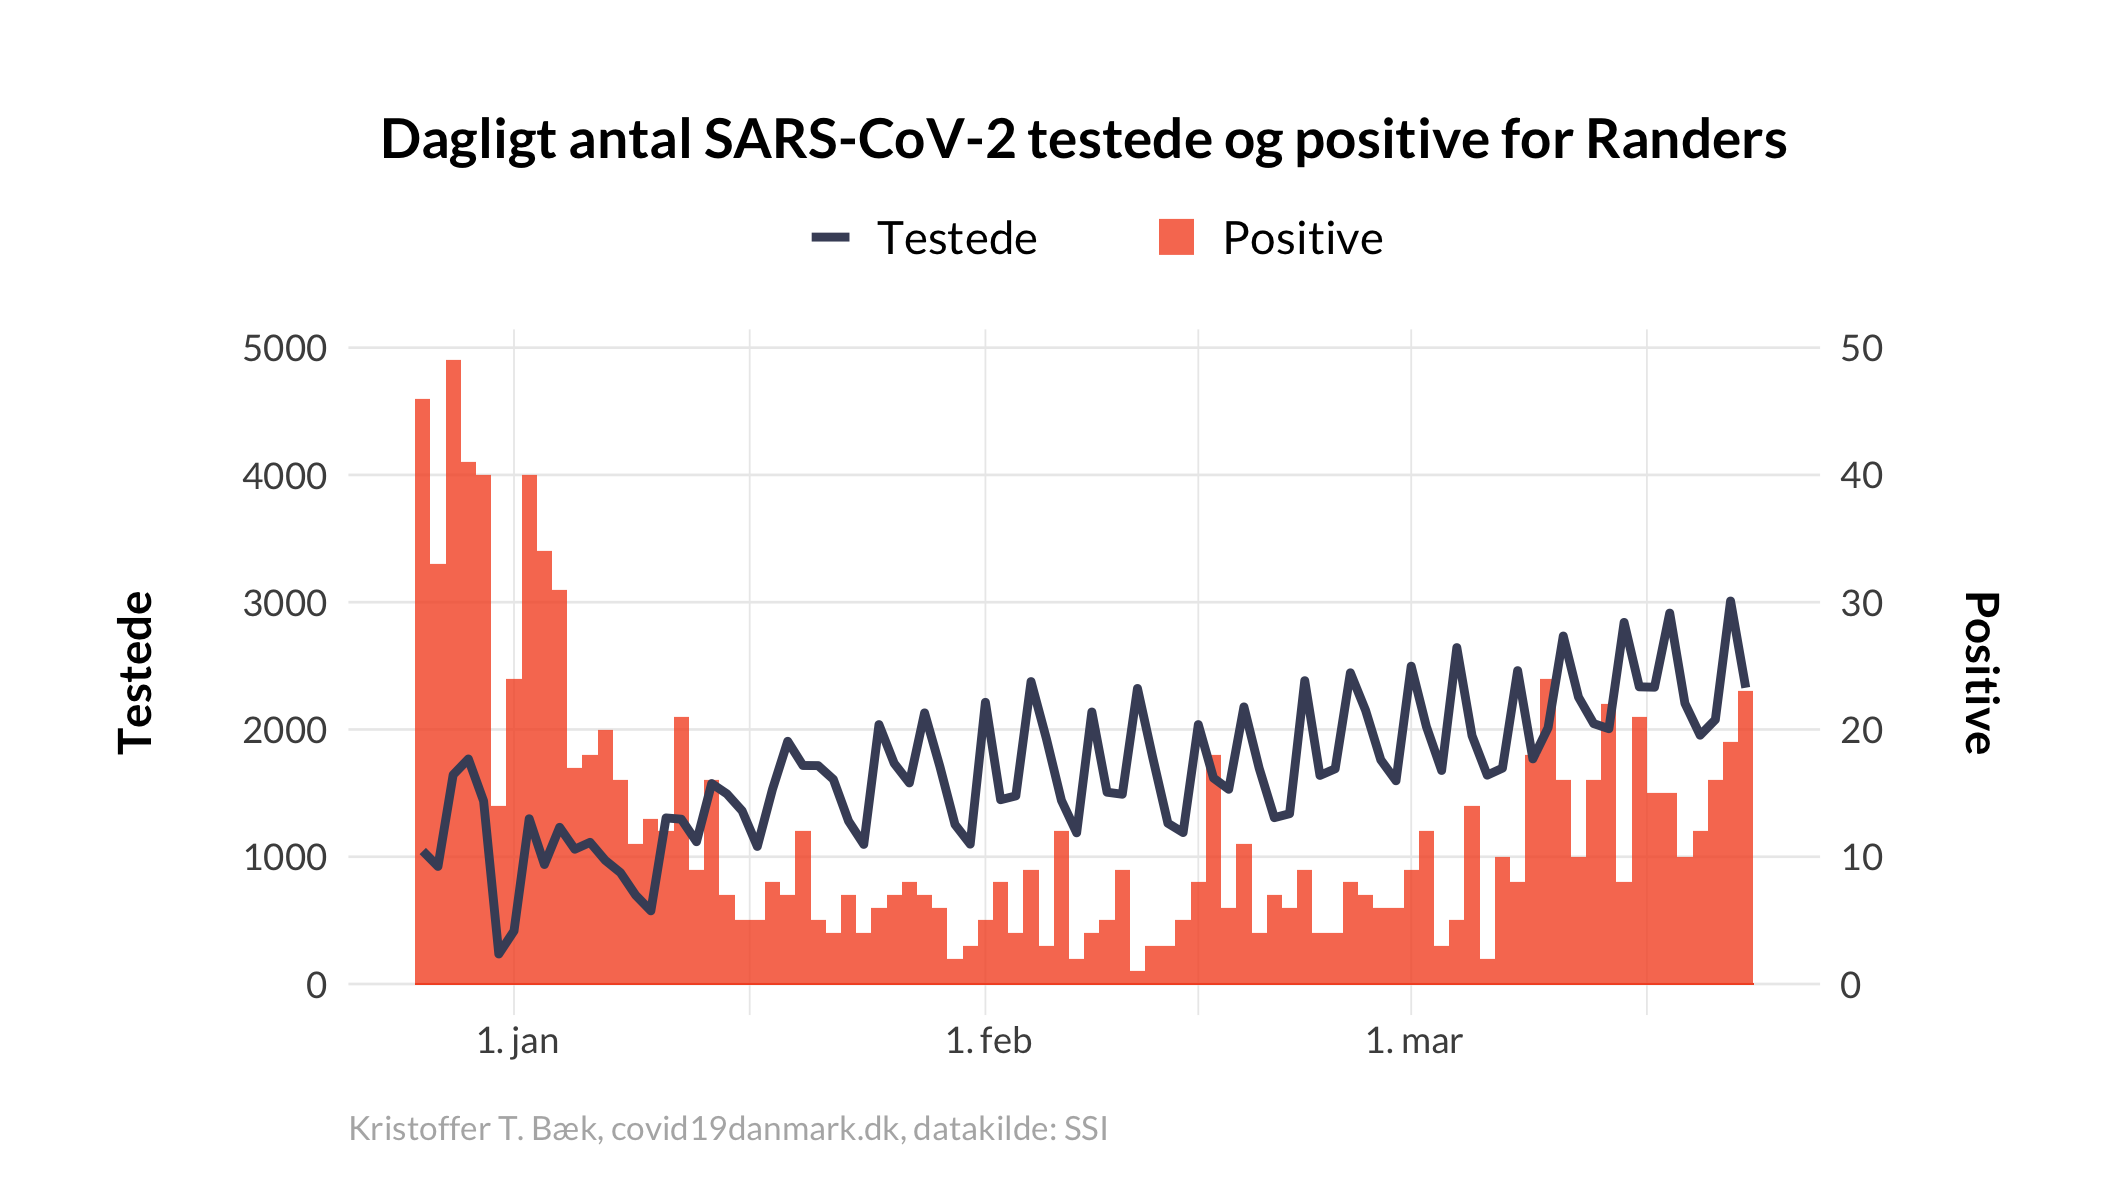 Dagligt antal SARS-CoV-2 testede og positive for Randers
Testede Positive
5000 50
4000 40
3000 30
2000 20
1000 10
0 0
Testede
Positive
1. jan 1. feb 1. mar
Kristoffer T. Bæk, covid19danmark.dk, datakilde: SSI